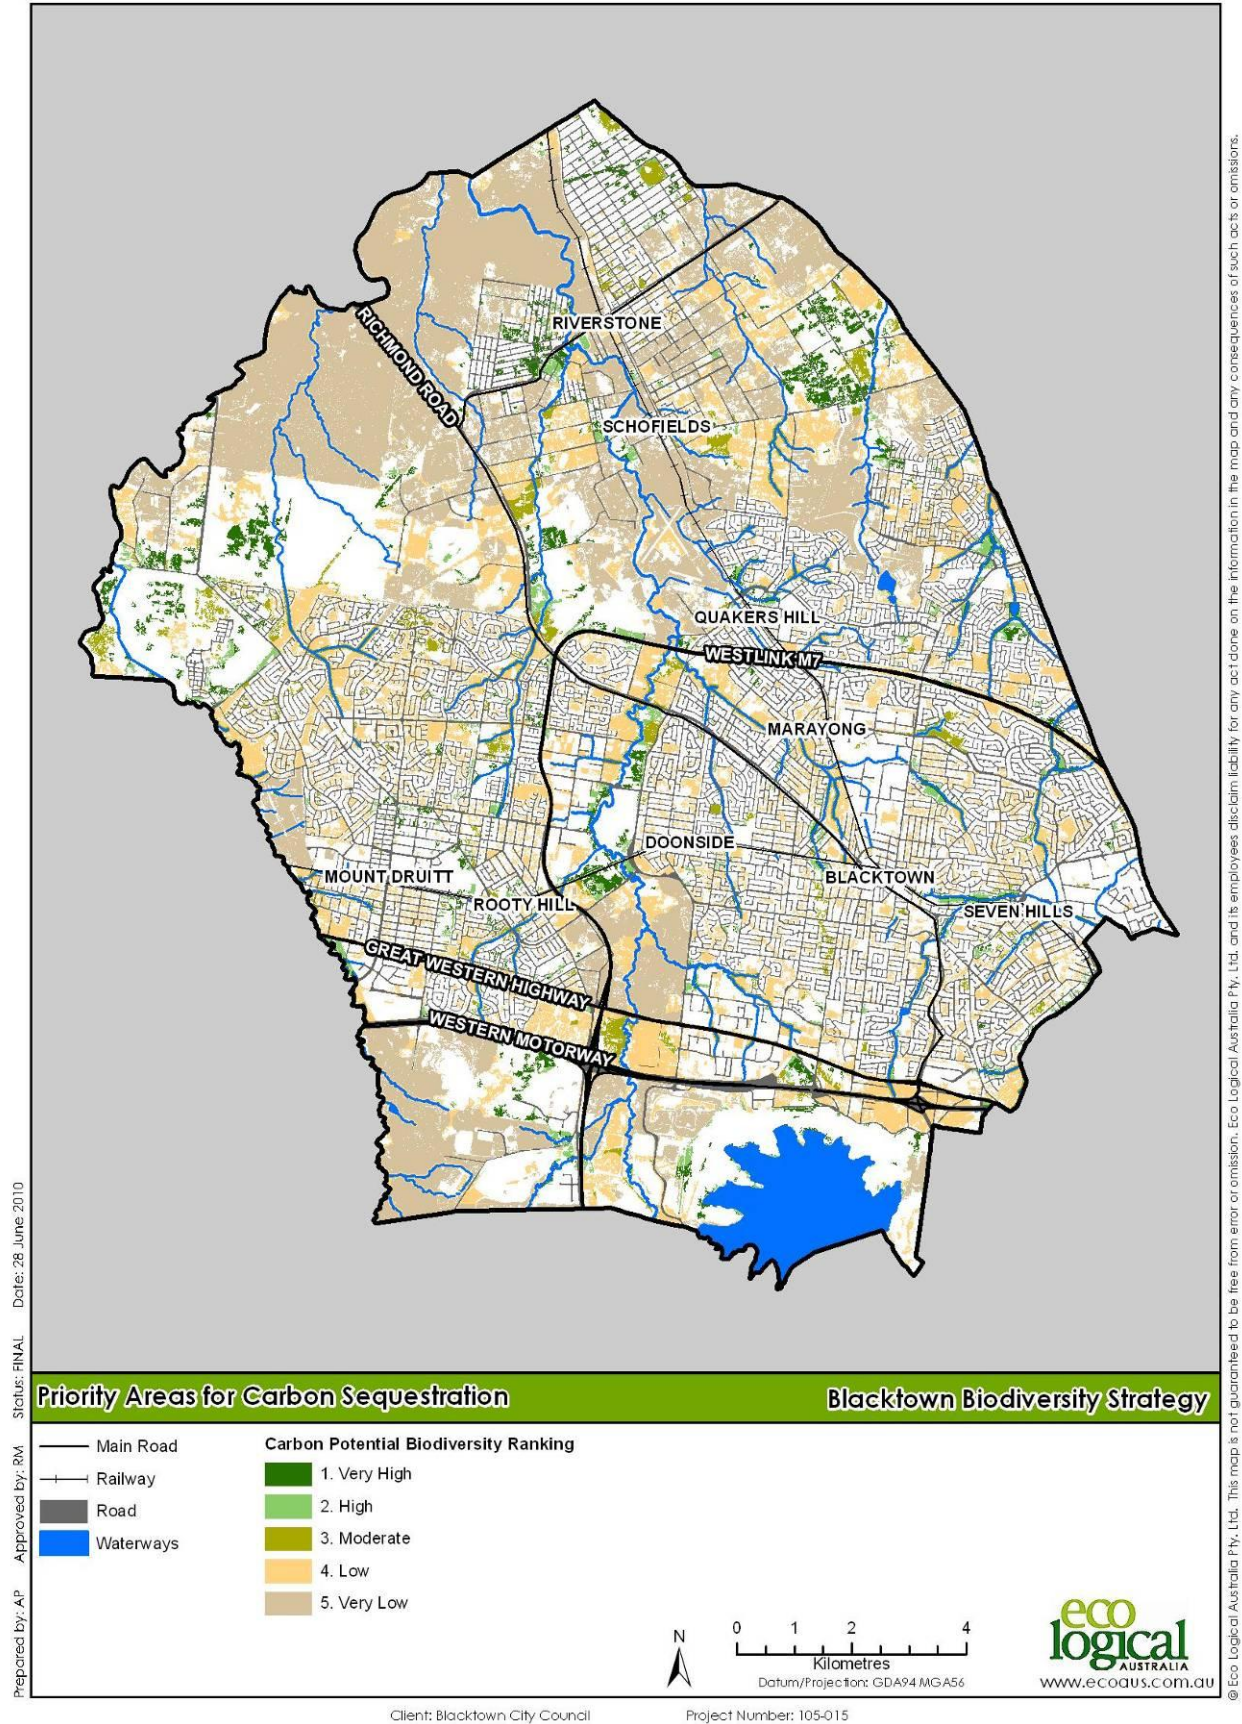 RIVERSTONE
RICHMOND ROAD
SCHOFIELDS
QUAKERS HILL
WESTLINK M7
MARAYONG
DOONSIDE
MOUNT DRUITT
BLACKTOWN
ROOTY HILL
SEVEN HILLS
GREAT WESTERN HIGHWAY
WESTERN MOTORWAY
Priority Areas for Carbon Sequestration
Blacktown Biodiversity Strategy
Main Road
Railway
Road
Waterways
Carbon Potential Biodiversity Ranking
1. Very High
2. High
3. Moderate
4. Low
5. Very Low
N
0 1 2 4
Kilometres
Datum/Projection: GDA94 MGA56
eco
logical
AUSTRALIA
www.ecoaus.com.au
Prepared by: AP Approved by: RM Status: FINAL Date: 28 June 2010
© Eco Logical Australia Pty. Ltd. This map is not guaranteed to be free from error or omission. Eco Logical Australia Pty. Ltd. and its employees disclaim liability for any act done on the information in the map and any consequences of such acts or omissions.
Client: Blacktown City Council
Project Number: 105-015